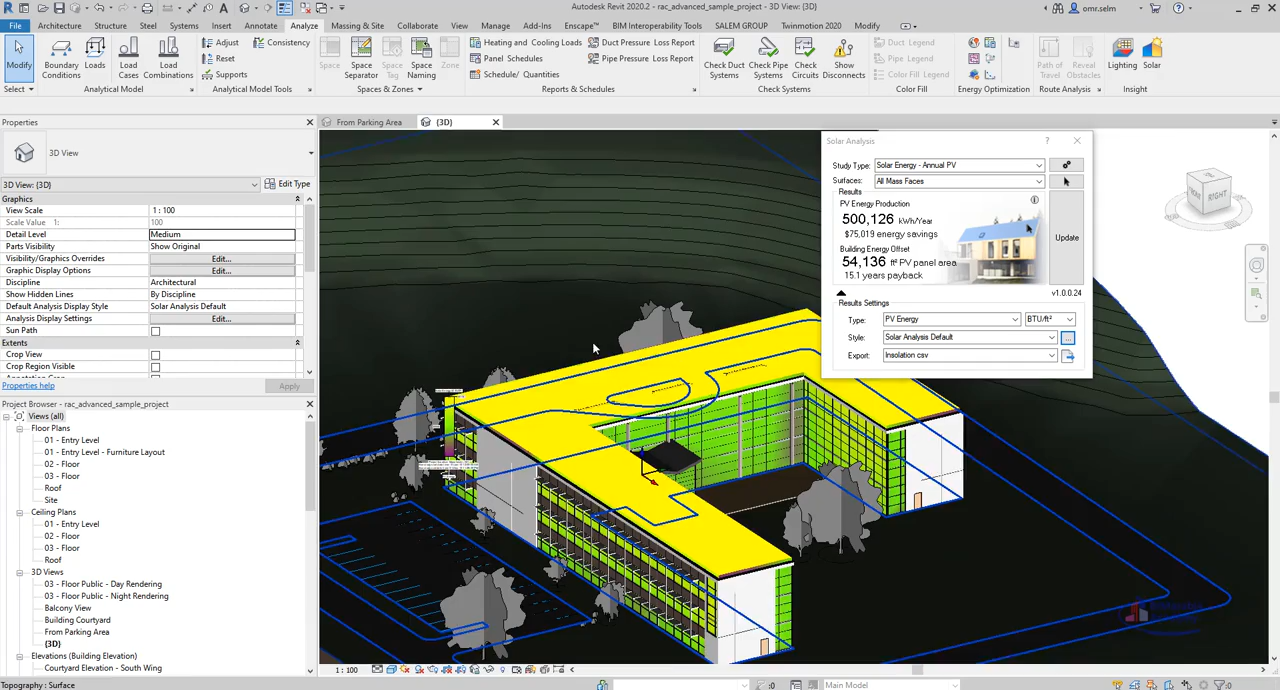 Autodesk Revit 2020.2 - rac_advanced_sample_project - 3D View: {3D}
omr.selm
File Architecture Structure Steel Systems Insert Annotate Analyze Massing & Site Collaborate View Manage Add-Ins Enscape™ BIM Interoperability Tools SALEM GROUP Twinmotion 2020 Modify
Modify
Select
Boundary Conditions
Loads
Load Cases
Load Combinations
Analytical Model
Adjust
Reset
Supports
Consistency
Analytical Model Tools
Space
Space Separator
Space Tag
Space Naming
Zone
Spaces & Zones
Heating and Cooling Loads
Panel Schedules
Schedule/ Quantities
Duct Pressure Loss Report
Pipe Pressure Loss Report
Reports & Schedules
Check Duct Systems
Check Pipe Systems
Check Circuits
Show Disconnects
Check Systems
Duct Legend
Pipe Legend
Color Fill Legend
Color Fill
Energy Optimization
Path of Travel
Reveal Obstacles
Route Analysis
Lighting
Solar
Insight
Properties
3D View
3D View: {3D}
Edit Type
Graphics
View Scale 1 : 100
Scale Value 1: 100
Detail Level Medium
Parts Visibility Show Original
Visibility/Graphics Overrides Edit...
Graphic Display Options Edit...
Discipline Architectural
Show Hidden Lines By Discipline
Default Analysis Display Style Solar Analysis Default
Analysis Display Settings Edit...
Sun Path
Extents
Crop View
Crop Region Visible
Properties help
Apply
Project Browser - rac_advanced_sample_project
Views (all)
Floor Plans
01 - Entry Level
01 - Entry Level - Furniture Layout
02 - Floor
03 - Floor
Roof
Site
Ceiling Plans
01 - Entry Level
02 - Floor
03 - Floor
Roof
3D Views
03 - Floor Public - Day Rendering
03 - Floor Public - Night Rendering
Balcony View
Building Courtyard
From Parking Area
{3D}
Elevations (Building Elevation)
Courtyard Elevation - South Wing
From Parking Area
{3D}
RIGHT
Solar Analysis
Study Type: Solar Energy - Annual PV
Surfaces: All Mass Faces
Results
PV Energy Production
500,126 kWh/Year
$75,019 energy savings
Building Energy Offset
54,136 ft² PV panel area
15.1 years payback
Update
v1.0.0.24
Results Settings
Type: PV Energy BTU/ft²
Style: Solar Analysis Default ...
Export: Insolation csv
1 : 100
Topography : Surface
:0
Main Model
:0